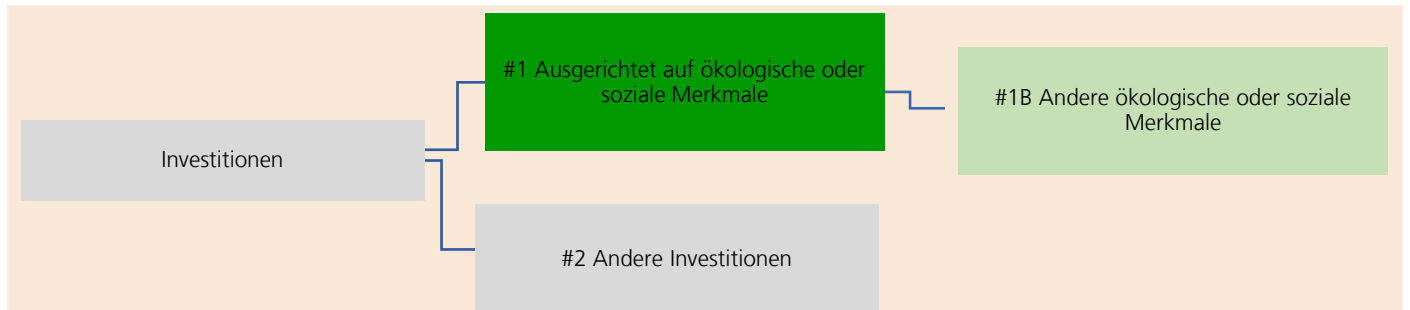 #1 Ausgerichtet auf ökologische oder
soziale Merkmale
#1B Andere ökologische oder soziale
Merkmale
Investitionen
#2 Andere Investitionen